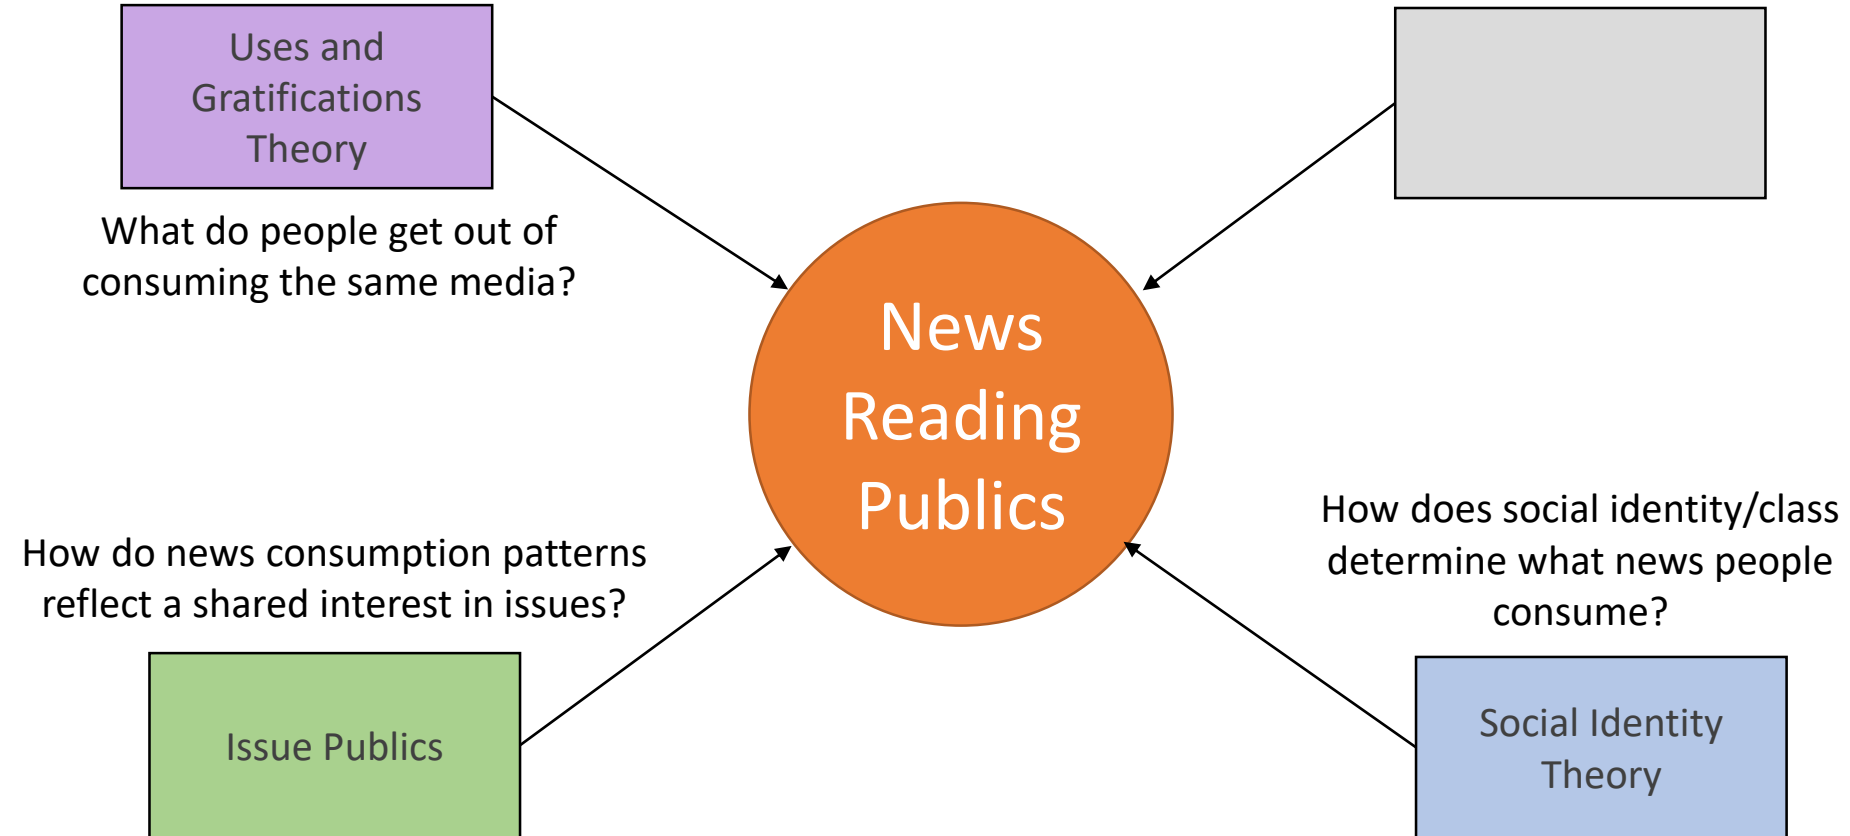 Uses and
Gratifications
Theory
What do people get out of
consuming the same media?
News
Reading
Publics
How do news consumption patterns
reflect a shared interest in issues?
Issue Publics
How does social identity/class
determine what news people
consume?
Social Identity
Theory